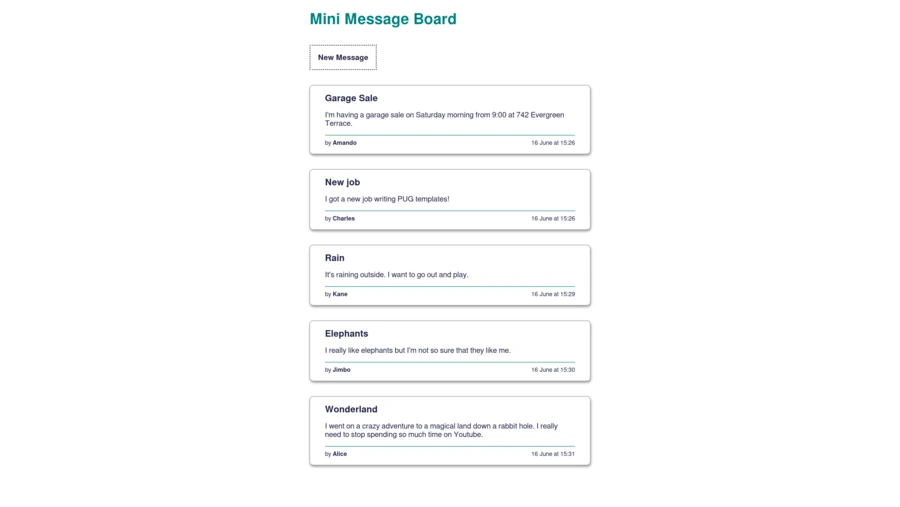 Mini Message Board
New Message
Garage Sale
I'm having a garage sale on Saturday morning from 9:00 at 742 Evergreen
Terrace.
by Amando 16 June at 15:26
New job
I got a new job writing PUG templates!
by Charles 16 June at 15:26
Rain
It's raining outside. I want to go out and play.
by Kane 16 June at 15:29
Elephants
I really like elephants but I'm not so sure that they like me.
by Jimbo 16 June at 15:30
Wonderland
I went on a crazy adventure to a magical land down a rabbit hole. I really
need to stop spending so much time on Youtube.
by Alice 16 June at 15:31